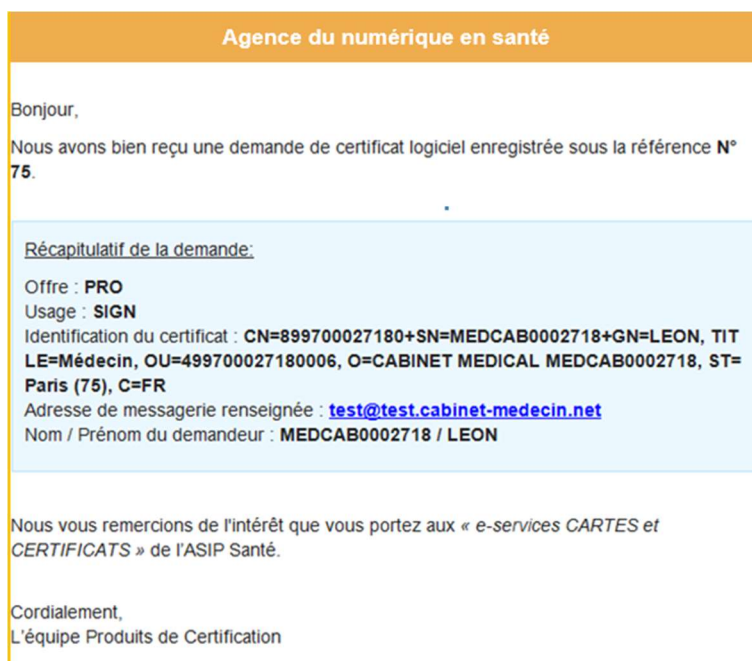 Agence du numérique en santé
Bonjour,
Nous avons bien reçu une demande de certificat logiciel enregistrée sous la référence N°
75.
Récapitulatif de la demande:
Offre : PRO
Usage : SIGN
Identification du certificat : CN=899700027180+SN=MEDCAB0002718+GN=LEON, TIT
LE=Médecin, OU=499700027180006, O=CABINET MEDICAL MEDCAB0002718, ST=
Paris (75), C=FR
Adresse de messagerie renseignée : test@test.cabinet-medecin.net
Nom / Prénom du demandeur : MEDCAB0002718 / LEON
Nous vous remercions de l'intérêt que vous portez aux « e-services CARTES et
CERTIFICATS » de l'ASIP Santé.
Cordialement,
L'équipe Produits de Certification